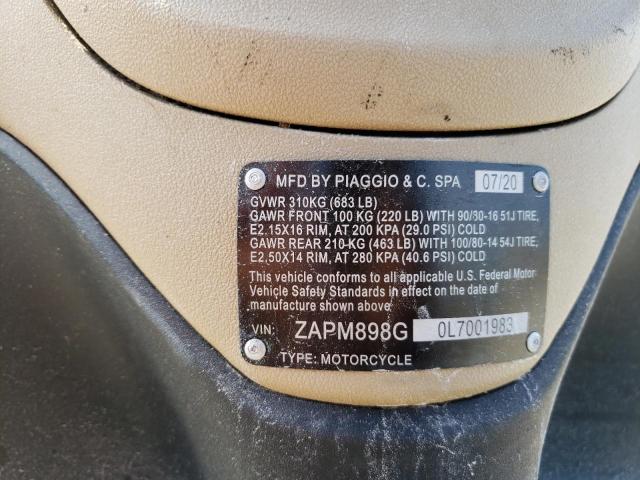 MFD BY PIAGGIO & C. SPA 07/20
GVWR 310KG (683 LB)
GAWR FRONT 100 KG (220 LB) WITH 90/80-16 51J TIRE,
E2.15X16 RIM, AT 200 KPA (29.0 PSI) COLD
GAWR REAR 210-KG (463 LB) WITH 100/80-14 54J TIRE,
E2,50X14 RIM, AT 280 KPA (40.6 PSI) COLD
This vehicle conforms to all applicable U.S. Federal Motor
Vehicle Safety Standards in effect on the date of
manufacture shown above
VIN: ZAPM898G 0L7001983
TYPE: MOTORCYCLE